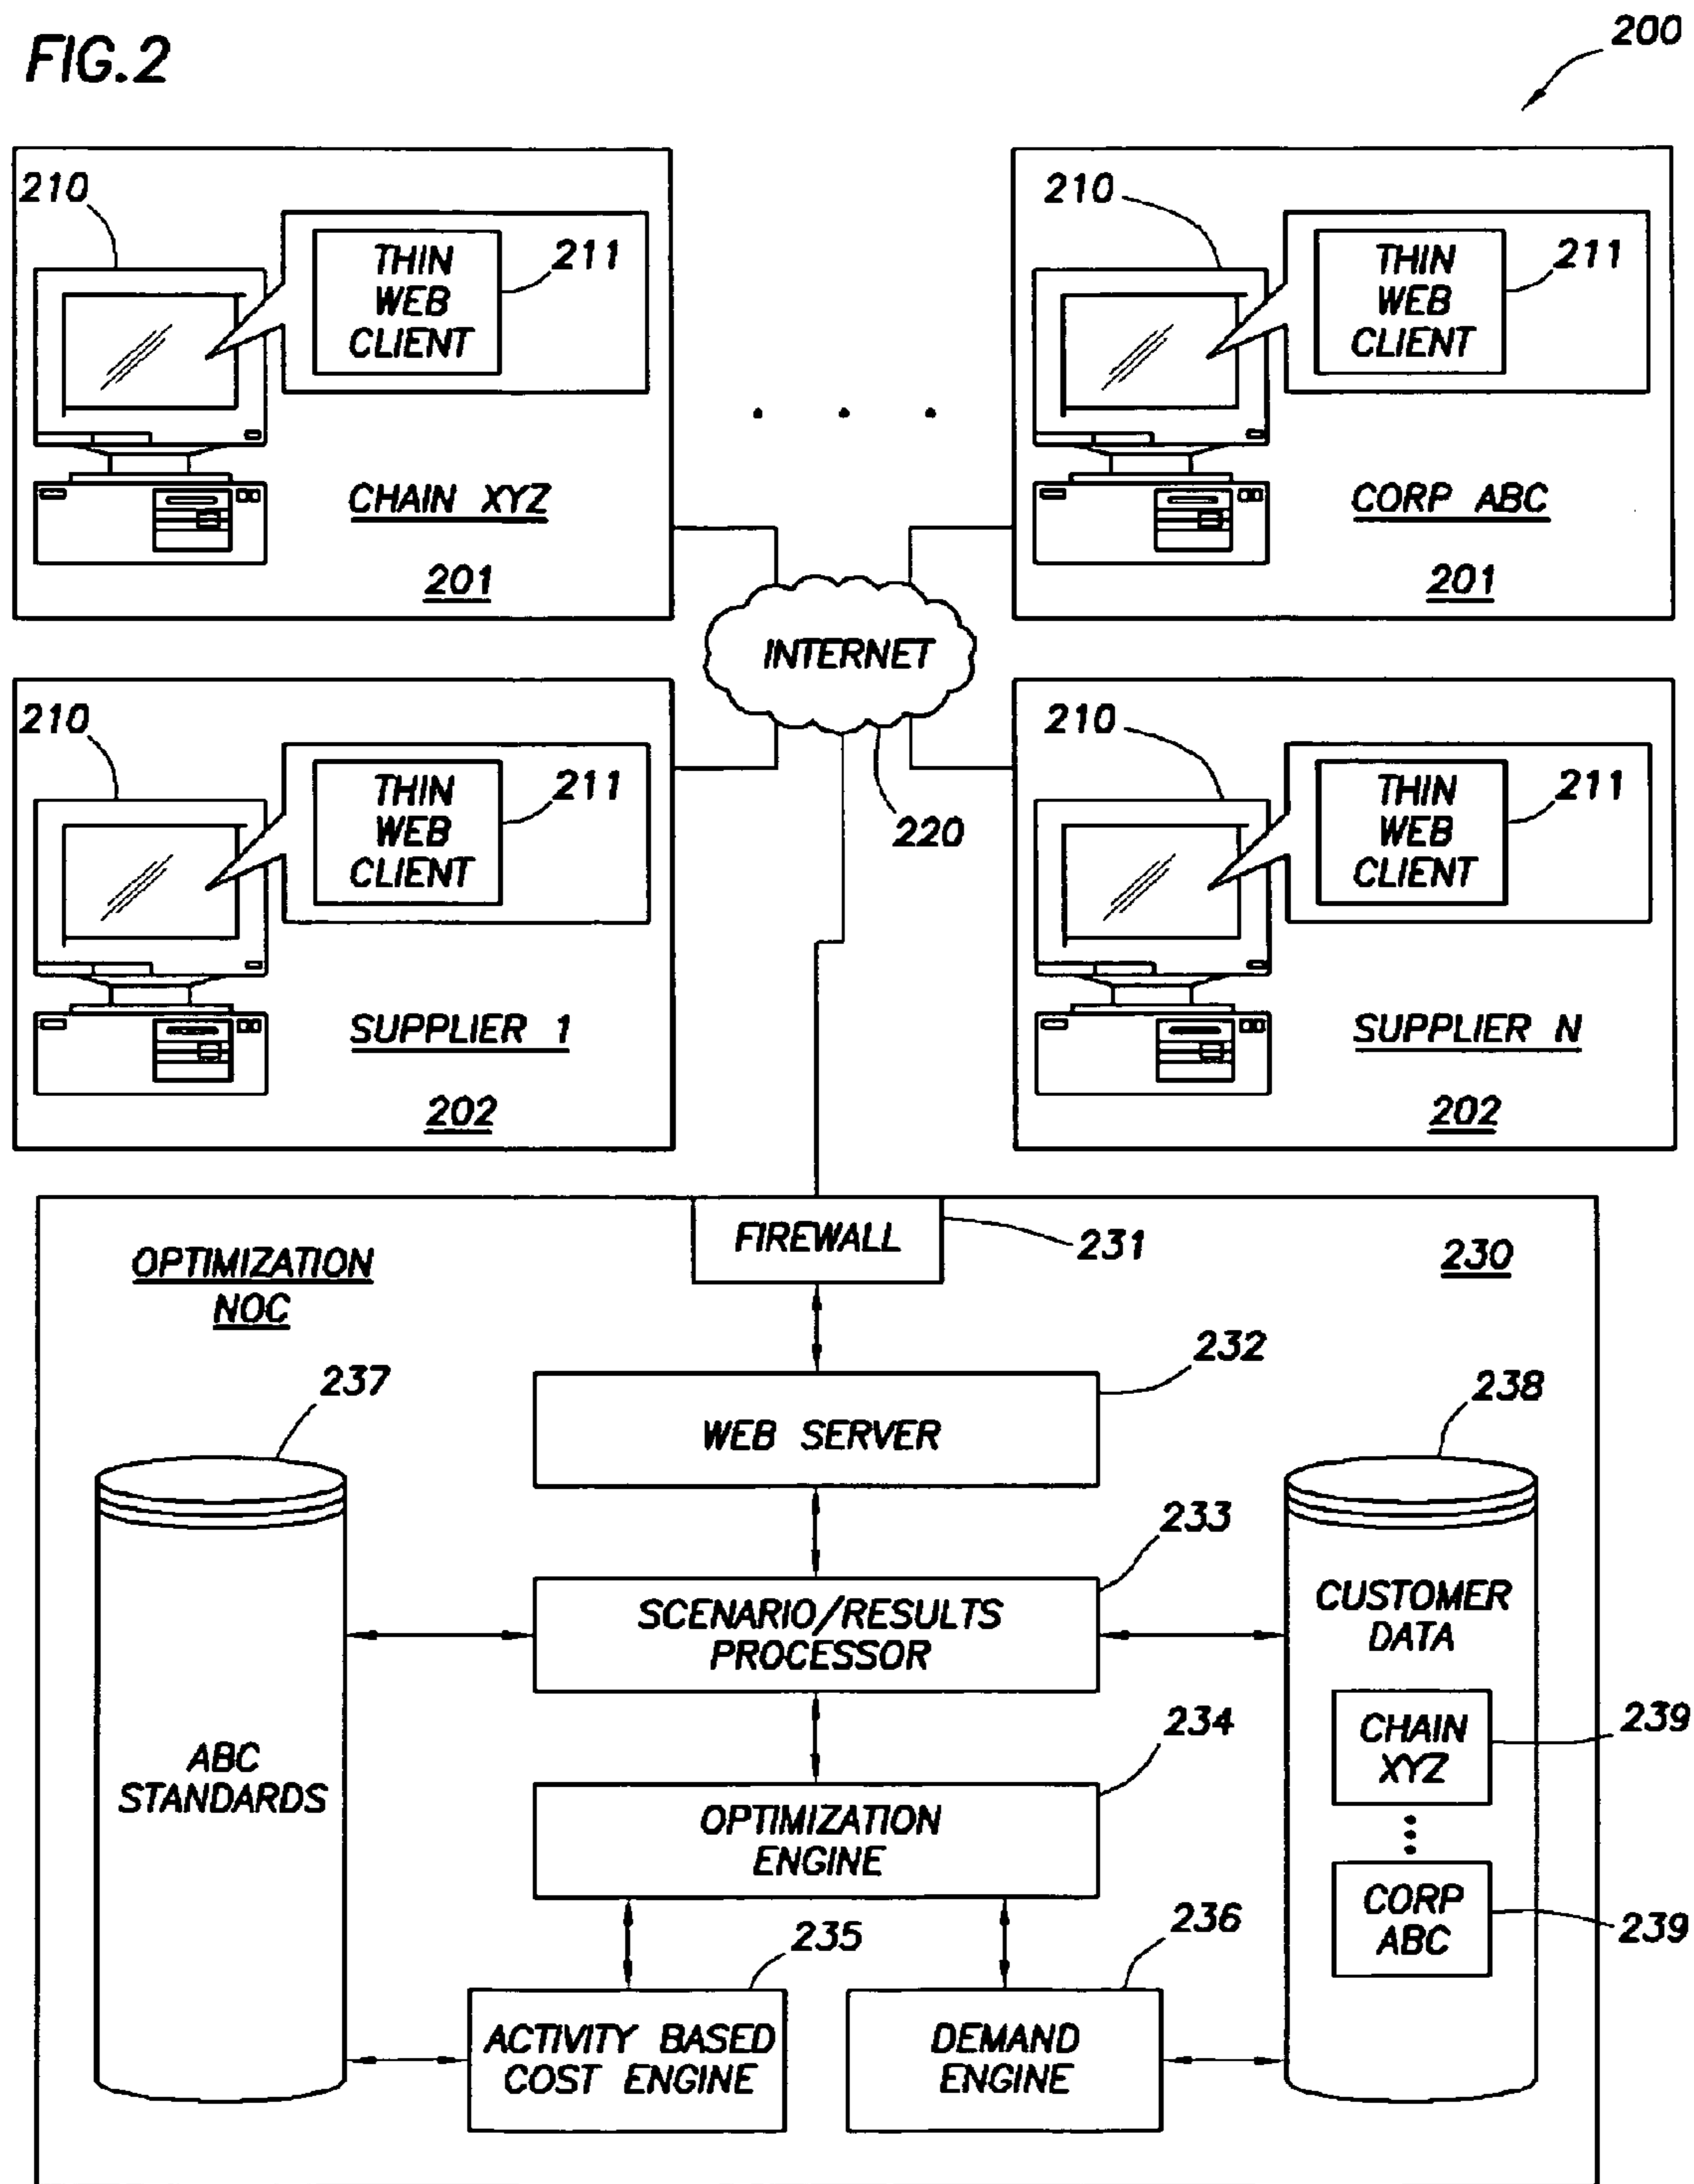 FIG.2
200
210
THIN
WEB
CLIENT
211
CHAIN XYZ
201
210
THIN
WEB
CLIENT
211
CORP ABC
201
INTERNET
220
210
THIN
WEB
CLIENT
211
SUPPLIER 1
202
210
THIN
WEB
CLIENT
211
SUPPLIER N
202
OPTIMIZATION
NOC
FIREWALL
231
230
232
WEB SERVER
237
ABC
STANDARDS
233
SCENARIO/RESULTS
PROCESSOR
238
CUSTOMER
DATA
CHAIN
XYZ
239
CORP
ABC
239
234
OPTIMIZATION
ENGINE
235
ACTIVITY BASED
COST ENGINE
236
DEMAND
ENGINE